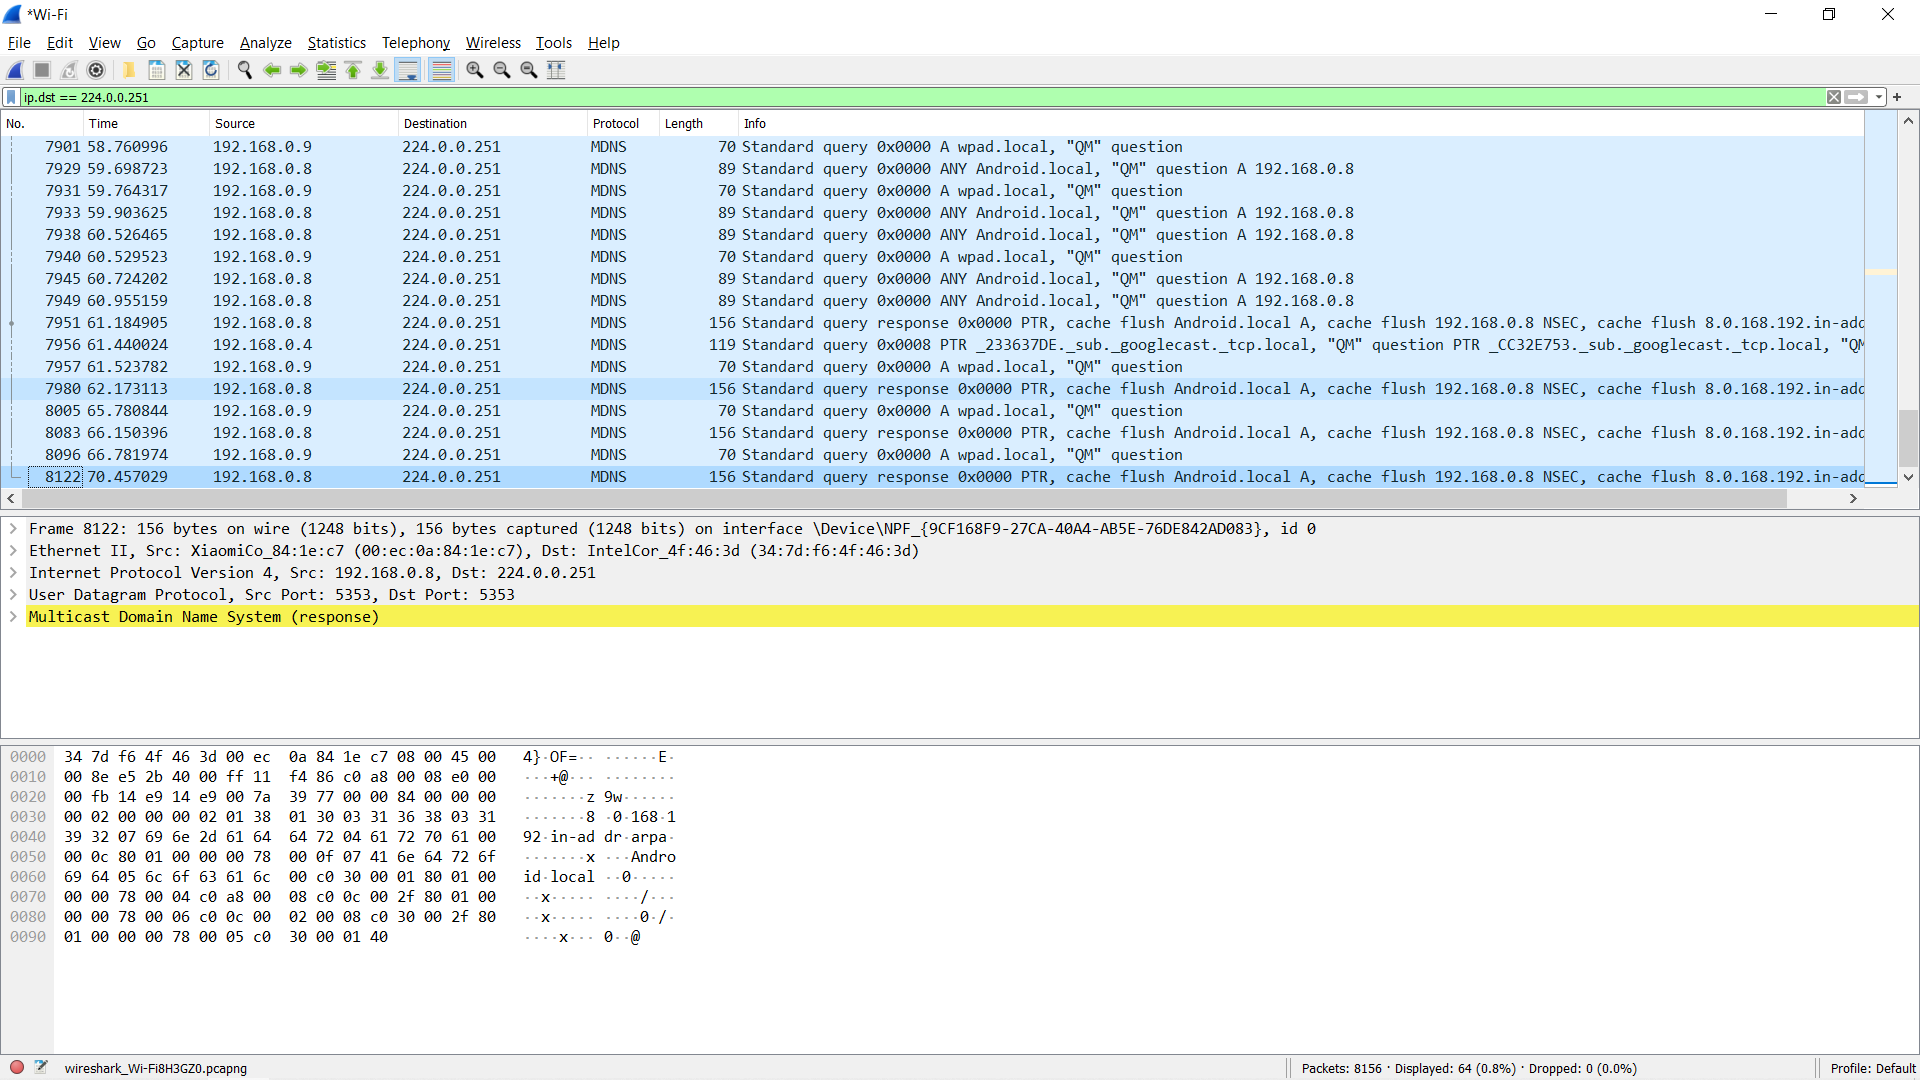 *Wi-Fi
File Edit View Go Capture Analyze Statistics Telephony Wireless Tools Help
ip.dst == 224.0.0.251
No. Time Source Destination Protocol Length Info
7901 58.760996 192.168.0.9 224.0.0.251 MDNS 70 Standard query 0x0000 A wpad.local, "QM" question
7929 59.698723 192.168.0.8 224.0.0.251 MDNS 89 Standard query 0x0000 ANY Android.local, "QM" question A 192.168.0.8
7931 59.764317 192.168.0.9 224.0.0.251 MDNS 70 Standard query 0x0000 A wpad.local, "QM" question
7933 59.903625 192.168.0.8 224.0.0.251 MDNS 89 Standard query 0x0000 ANY Android.local, "QM" question A 192.168.0.8
7938 60.526465 192.168.0.8 224.0.0.251 MDNS 89 Standard query 0x0000 ANY Android.local, "QM" question A 192.168.0.8
7940 60.529523 192.168.0.9 224.0.0.251 MDNS 70 Standard query 0x0000 A wpad.local, "QM" question
7945 60.724202 192.168.0.8 224.0.0.251 MDNS 89 Standard query 0x0000 ANY Android.local, "QM" question A 192.168.0.8
7949 60.955159 192.168.0.8 224.0.0.251 MDNS 89 Standard query 0x0000 ANY Android.local, "QM" question A 192.168.0.8
7951 61.184905 192.168.0.8 224.0.0.251 MDNS 156 Standard query response 0x0000 PTR, cache flush Android.local A, cache flush 192.168.0.8 NSEC, cache flush 8.0.168.192.in-add
7956 61.440024 192.168.0.4 224.0.0.251 MDNS 119 Standard query 0x0008 PTR _233637DE._sub._googlecast._tcp.local, "QM" question PTR _CC32E753._sub._googlecast._tcp.local, "QM
7957 61.523782 192.168.0.9 224.0.0.251 MDNS 70 Standard query 0x0000 A wpad.local, "QM" question
7980 62.173113 192.168.0.8 224.0.0.251 MDNS 156 Standard query response 0x0000 PTR, cache flush Android.local A, cache flush 192.168.0.8 NSEC, cache flush 8.0.168.192.in-add
8005 65.780844 192.168.0.9 224.0.0.251 MDNS 70 Standard query 0x0000 A wpad.local, "QM" question
8083 66.150396 192.168.0.8 224.0.0.251 MDNS 156 Standard query response 0x0000 PTR, cache flush Android.local A, cache flush 192.168.0.8 NSEC, cache flush 8.0.168.192.in-add
8096 66.781974 192.168.0.9 224.0.0.251 MDNS 70 Standard query 0x0000 A wpad.local, "QM" question
8122 70.457029 192.168.0.8 224.0.0.251 MDNS 156 Standard query response 0x0000 PTR, cache flush Android.local A, cache flush 192.168.0.8 NSEC, cache flush 8.0.168.192.in-add
Frame 8122: 156 bytes on wire (1248 bits), 156 bytes captured (1248 bits) on interface \Device\NPF_{9CF168F9-27CA-40A4-AB5E-76DE842AD083}, id 0
Ethernet II, Src: XiaomiCo_84:1e:c7 (00:ec:0a:84:1e:c7), Dst: IntelCor_4f:46:3d (34:7d:f6:4f:46:3d)
Internet Protocol Version 4, Src: 192.168.0.8, Dst: 224.0.0.251
User Datagram Protocol, Src Port: 5353, Dst Port: 5353
Multicast Domain Name System (response)
0000 34 7d f6 4f 46 3d 00 ec 0a 84 1e c7 08 00 45 00 4}·OF=·· ······E·
0010 00 8e e5 2b 40 00 ff 11 f4 86 c0 a8 00 08 e0 00 ···+@··· ········
0020 00 fb 14 e9 14 e9 00 7a 39 77 00 00 84 00 00 00 ·······z 9w······
0030 00 02 00 00 00 02 01 38 01 30 03 31 36 38 03 31 ·······8 ·0·168·1
0040 39 32 07 69 6e 2d 61 64 64 72 04 61 72 70 61 00 92·in-ad dr·arpa·
0050 00 0c 80 01 00 00 00 78 00 0f 07 41 6e 64 72 6f ·······x ···Andro
0060 69 64 05 6c 6f 63 61 6c 00 c0 30 00 01 80 01 00 id·local ··0·····
0070 00 00 78 00 04 c0 a8 00 08 c0 0c 00 2f 80 01 00 ··x····· ····/···
0080 00 00 78 00 06 c0 0c 00 02 00 08 c0 30 00 2f 80 ··x····· ····0·/·
0090 01 00 00 00 78 00 05 c0 30 00 01 40 ····x··· 0··@
wireshark_Wi-Fi8H3GZ0.pcapng Packets: 8156 · Displayed: 64 (0.8%) · Dropped: 0 (0.0%) Profile: Default